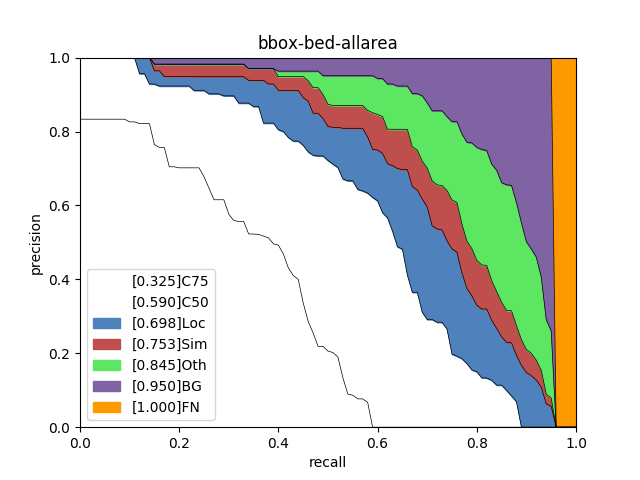 bbox-bed-allarea
1.0
0.8
0.6
0.4
0.2
0.0
precision
[0.325]C75
[0.590]C50
[0.698]Loc
[0.753]Sim
[0.845]Oth
[0.950]BG
[1.000]FN
0.0 0.2 0.4 0.6 0.8 1.0
recall